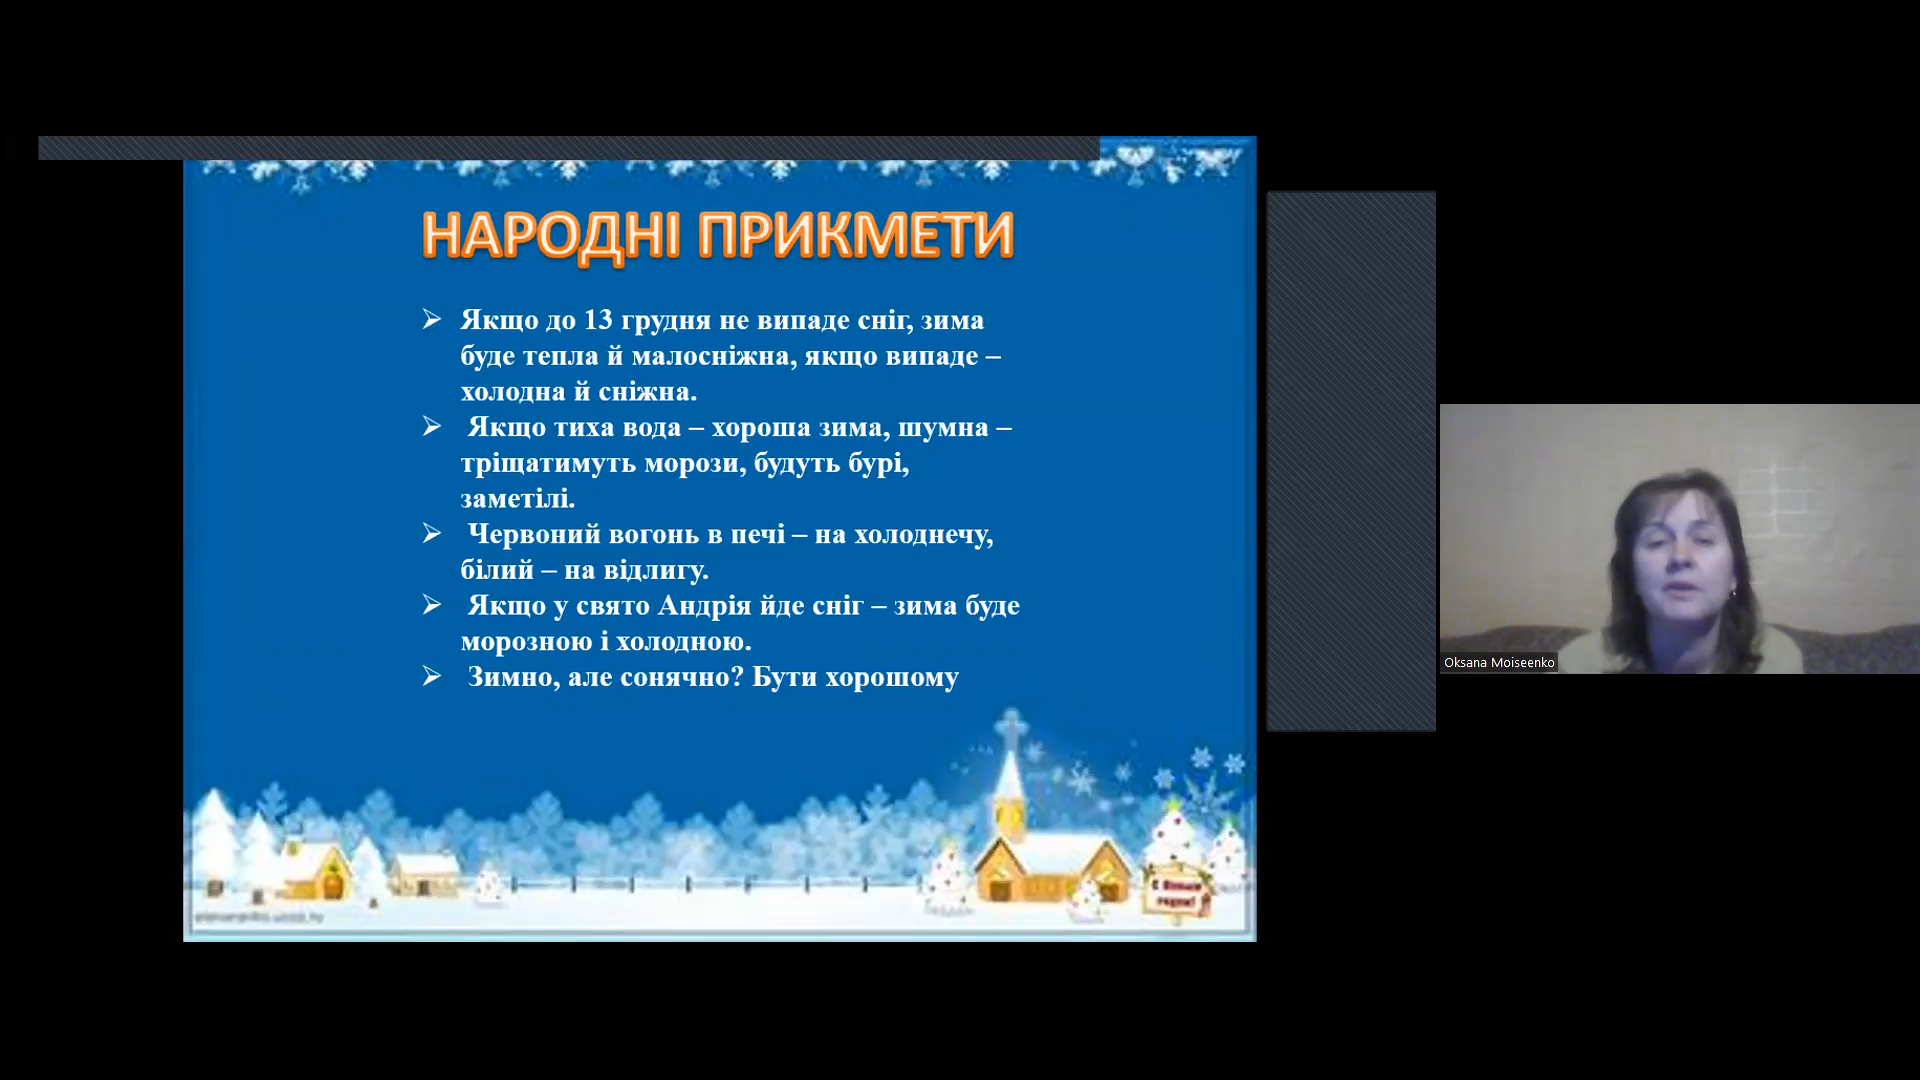 НАРОДНІ ПРИКМЕТИ
Якщо до 13 грудня не випаде сніг, зима
буде тепла й малосніжна, якщо випаде –
холодна й сніжна.
Якщо тиха вода – хороша зима, шумна –
тріщатимуть морози, будуть бурі,
заметілі.
Червоний вогонь в печі – на холоднечу,
білий – на відлигу.
Якщо у свято Андрія йде сніг – зима буде
морозною і холодною.
Зимно, але сонячно? Бути хорошому
Oksana Moiseenko